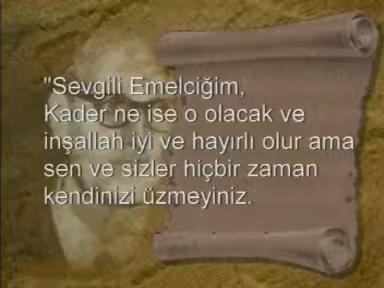 "Sevgili Emelciğim,
Kader ne ise o olacak ve
inşallah iyi ve hayırlı olur ama
sen ve sizler hiçbir zaman
kendinizi üzmeyiniz.